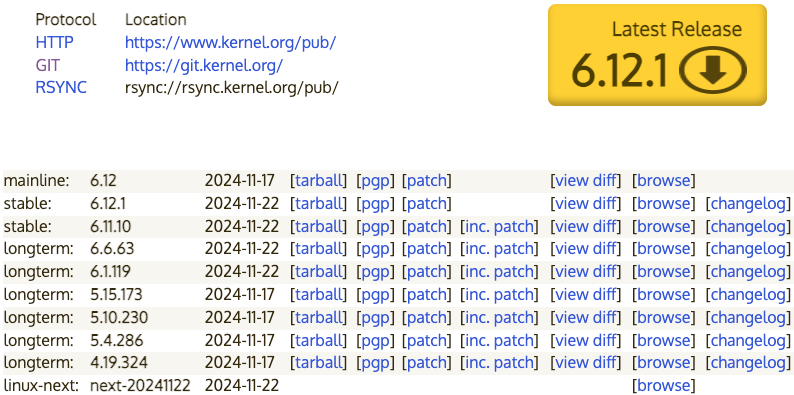 Protocol Location
HTTP https://www.kernel.org/pub/
GIT https://git.kernel.org/
RSYNC rsync://rsync.kernel.org/pub/
Latest Release
6.12.1
mainline: 6.12 2024-11-17 [tarball] [pgp] [patch] [view diff] [browse]
stable: 6.12.1 2024-11-22 [tarball] [pgp] [patch] [view diff] [browse] [changelog]
stable: 6.11.10 2024-11-22 [tarball] [pgp] [patch] [inc. patch] [view diff] [browse] [changelog]
longterm: 6.6.63 2024-11-22 [tarball] [pgp] [patch] [inc. patch] [view diff] [browse] [changelog]
longterm: 6.1.119 2024-11-22 [tarball] [pgp] [patch] [inc. patch] [view diff] [browse] [changelog]
longterm: 5.15.173 2024-11-17 [tarball] [pgp] [patch] [inc. patch] [view diff] [browse] [changelog]
longterm: 5.10.230 2024-11-17 [tarball] [pgp] [patch] [inc. patch] [view diff] [browse] [changelog]
longterm: 5.4.286 2024-11-17 [tarball] [pgp] [patch] [inc. patch] [view diff] [browse] [changelog]
longterm: 4.19.324 2024-11-17 [tarball] [pgp] [patch] [inc. patch] [view diff] [browse] [changelog]
linux-next: next-20241122 2024-11-22 [browse]